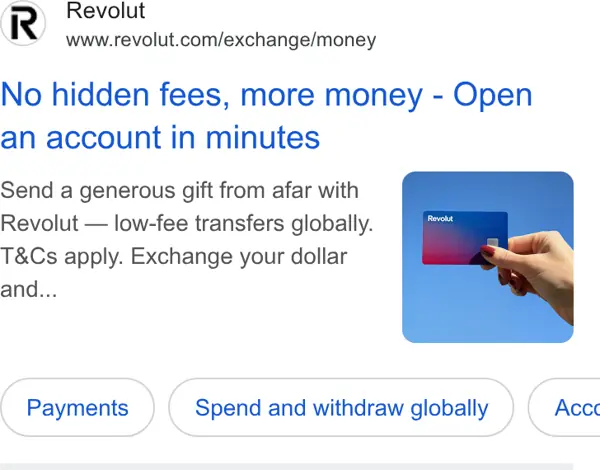 Revolut
www.revolut.com/exchange/money
No hidden fees, more money - Open
an account in minutes
Send a generous gift from afar with
Revolut — low-fee transfers globally.
T&Cs apply. Exchange your dollar
and...
Revolut
Payments
Spend and withdraw globally
Acco